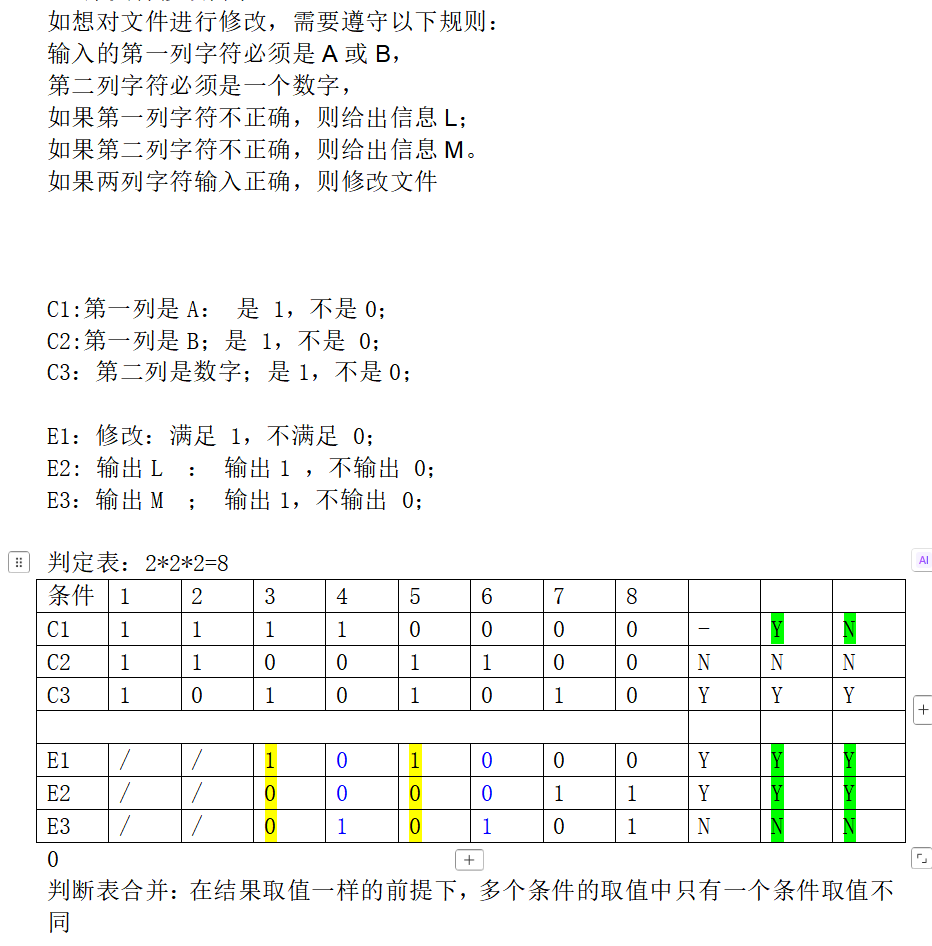 如想对文件进行修改，需要遵守以下规则：
输入的第一列字符必须是 A 或 B，
第二列字符必须是一个数字，
如果第一列字符不正确，则给出信息 L；
如果第二列字符不正确，则给出信息 M。
如果两列字符输入正确，则修改文件
C1:第一列是 A： 是 1，不是 0；
C2:第一列是 B；是 1，不是 0；
C3：第二列是数字；是 1，不是 0；
E1：修改：满足 1，不满足 0；
E2：输出 L ： 输出 1 ，不输出 0；
E3：输出 M ； 输出 1，不输出 0；
判定表：2*2*2=8
AI
条件 1 2 3 4 5 6 7 8
C1 1 1 1 1 0 0 0 0 - Y N
C2 1 1 0 0 1 1 0 0 N N N
C3 1 0 1 0 1 0 1 0 Y Y Y
E1 / / 1 0 1 0 0 0 Y Y Y
E2 / / 0 0 0 0 1 1 Y Y Y
E3 / / 0 1 0 1 0 1 N N N
0
判断表合并：在结果取值一样的前提下，多个条件的取值中只有一个条件取值不
同